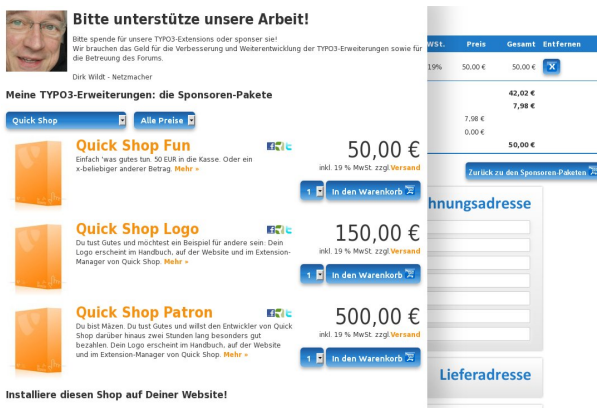 Bitte unterstütze unsere Arbeit!
Bitte spende für unsere TYPO3-Extensions oder sponser sie!
Wir brauchen das Geld für die Verbesserung und Weiterentwicklung der TYPO3-Erweiterungen sowie für
die Betreuung des Forums.
Dirk Wildt - Netzmacher
Meine TYPO3-Erweiterungen: die Sponsoren-Pakete
Quick Shop
Alle Preise
Quick Shop Fun
Einfach 'was gutes tun. 50 EUR in die Kasse. Oder ein
x-beliebiger anderer Betrag. Mehr »
50,00 €
inkl. 19 % MwSt. zzgl.Versand
1 In den Warenkorb
Quick Shop Logo
Du tust Gutes und möchtest ein Beispiel für andere sein: Dein
Logo erscheint im Handbuch, auf der Website und im Extension-
Manager von Quick Shop. Mehr »
150,00 €
inkl. 19 % MwSt. zzgl.Versand
1 In den Warenkorb
Quick Shop Patron
Du bist Mäzen. Du tust Gutes und willst den Entwickler von Quick
Shop darüber hinaus zwei Stunden lang besonders gut
bezahlen. Dein Logo erscheint im Handbuch, auf der Website
und im Extension-Manager von Quick Shop. Mehr »
500,00 €
inkl. 19 % MwSt. zzgl.Versand
1 In den Warenkorb
Installiere diesen Shop auf Deiner Website!
WSt. Preis Gesamt Entfernen
19% 50,00 € 50,00 € X
42,02 €
7,98 €
7,98 €
0,00 €
50,00 €
Zurück zu den Sponsoren-Paketen
hnungsadresse
Lieferadresse